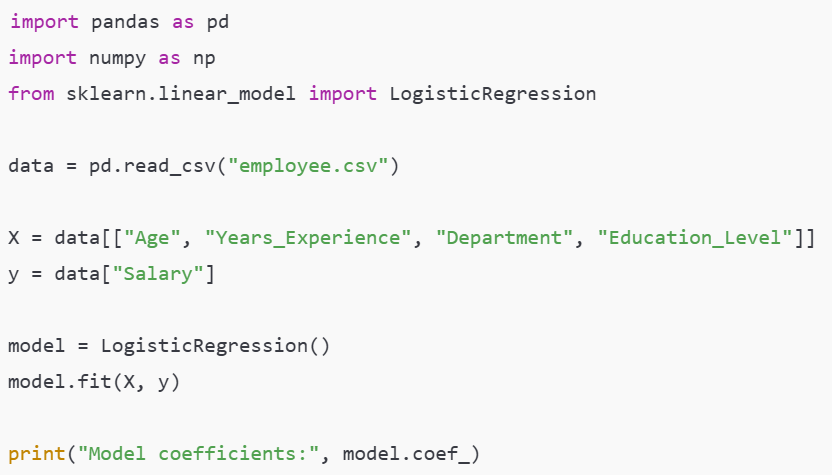 import pandas as pd
import numpy as np
from sklearn.linear_model import LogisticRegression
data = pd.read_csv("employee.csv")
X = data[["Age", "Years_Experience", "Department", "Education_Level"]]
y = data["Salary"]
model = LogisticRegression()
model.fit(X, y)
print("Model coefficients:", model.coef_)